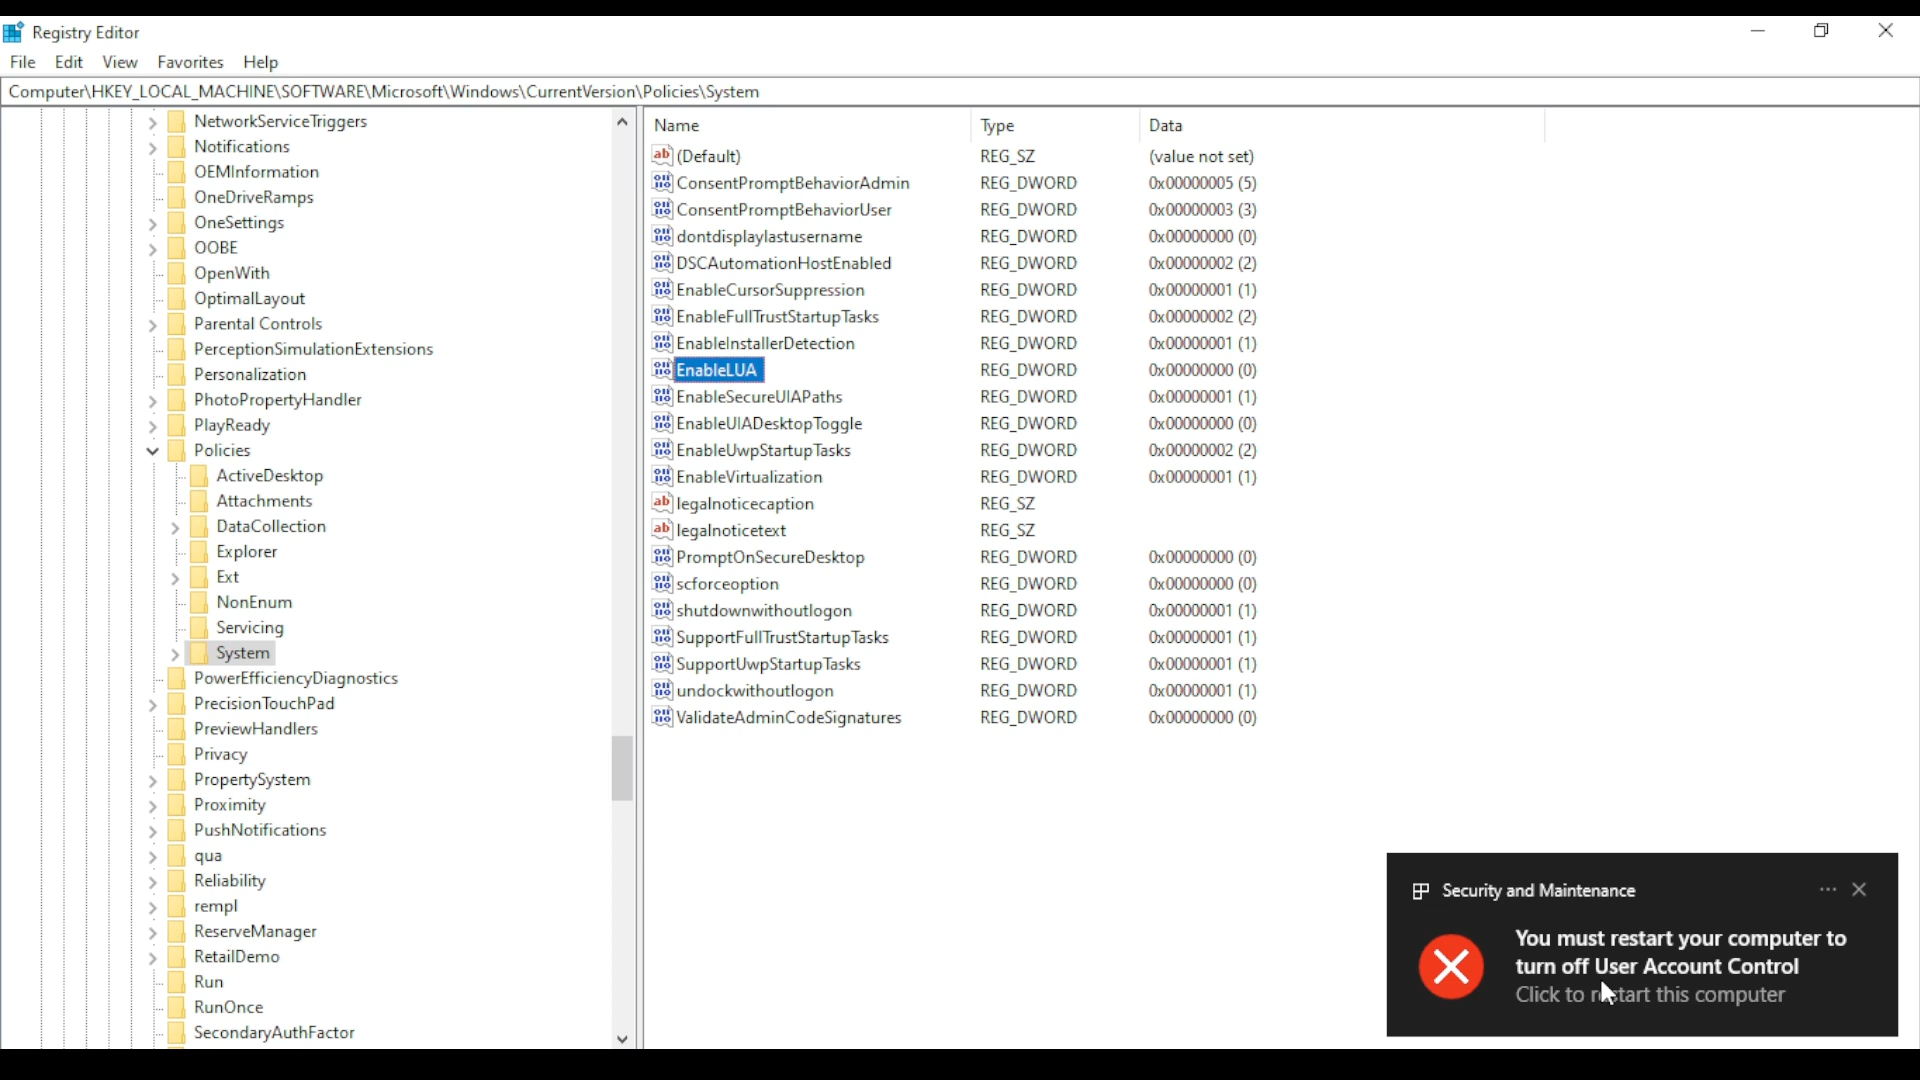 Registry Editor
File Edit View Favorites Help
Computer\HKEY_LOCAL_MACHINE\SOFTWARE\Microsoft\Windows\CurrentVersion\Policies\System
NetworkServiceTriggers
Notifications
OEMInformation
OneDriveRamps
OneSettings
OOBE
OpenWith
OptimalLayout
Parental Controls
PerceptionSimulationExtensions
Personalization
PhotoPropertyHandler
PlayReady
Policies
ActiveDesktop
Attachments
DataCollection
Explorer
Ext
NonEnum
Servicing
System
PowerEfficiencyDiagnostics
PrecisionTouchPad
PreviewHandlers
Privacy
PropertySystem
Proximity
PushNotifications
qua
Reliability
rempl
ReserveManager
RetailDemo
Run
RunOnce
SecondaryAuthFactor
Name Type Data
(Default) REG_SZ (value not set)
ConsentPromptBehaviorAdmin REG_DWORD 0x00000005 (5)
ConsentPromptBehaviorUser REG_DWORD 0x00000003 (3)
dontdisplaylastusername REG_DWORD 0x00000000 (0)
DSCAutomationHostEnabled REG_DWORD 0x00000002 (2)
EnableCursorSuppression REG_DWORD 0x00000001 (1)
EnableFullTrustStartupTasks REG_DWORD 0x00000002 (2)
EnableInstallerDetection REG_DWORD 0x00000001 (1)
EnableLUA REG_DWORD 0x00000000 (0)
EnableSecureUIAPaths REG_DWORD 0x00000001 (1)
EnableUIADesktopToggle REG_DWORD 0x00000000 (0)
EnableUwpStartupTasks REG_DWORD 0x00000002 (2)
EnableVirtualization REG_DWORD 0x00000001 (1)
legalnoticecaption REG_SZ
legalnoticetext REG_SZ
PromptOnSecureDesktop REG_DWORD 0x00000000 (0)
scforceoption REG_DWORD 0x00000000 (0)
shutdownwithoutlogon REG_DWORD 0x00000001 (1)
SupportFullTrustStartupTasks REG_DWORD 0x00000001 (1)
SupportUwpStartupTasks REG_DWORD 0x00000001 (1)
undockwithoutlogon REG_DWORD 0x00000001 (1)
ValidateAdminCodeSignatures REG_DWORD 0x00000000 (0)
Security and Maintenance
You must restart your computer to
turn off User Account Control
Click to restart this computer